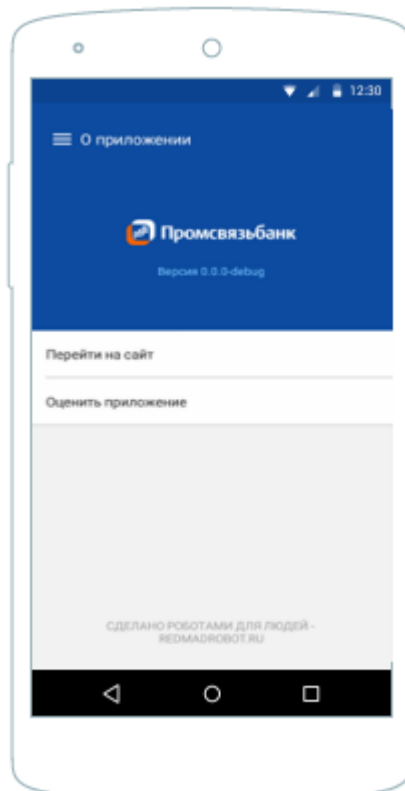 12:30
О приложении
Промсвязьбанк
Версия 0.0.0-debug
Перейти на сайт
Оценить приложение
СДЕЛАНО РОБОТАМИ ДЛЯ ЛЮДЕЙ -
REDMADROBOT.RU